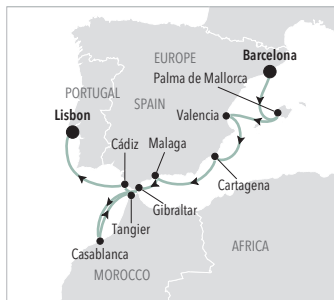 EUROPE
Barcelona
Palma de Mallorca
PORTUGAL
SPAIN
Lisbon
Valencia
Cádiz
Malaga
Cartagena
Gibraltar
Tangier
Casablanca
AFRICA
MOROCCO